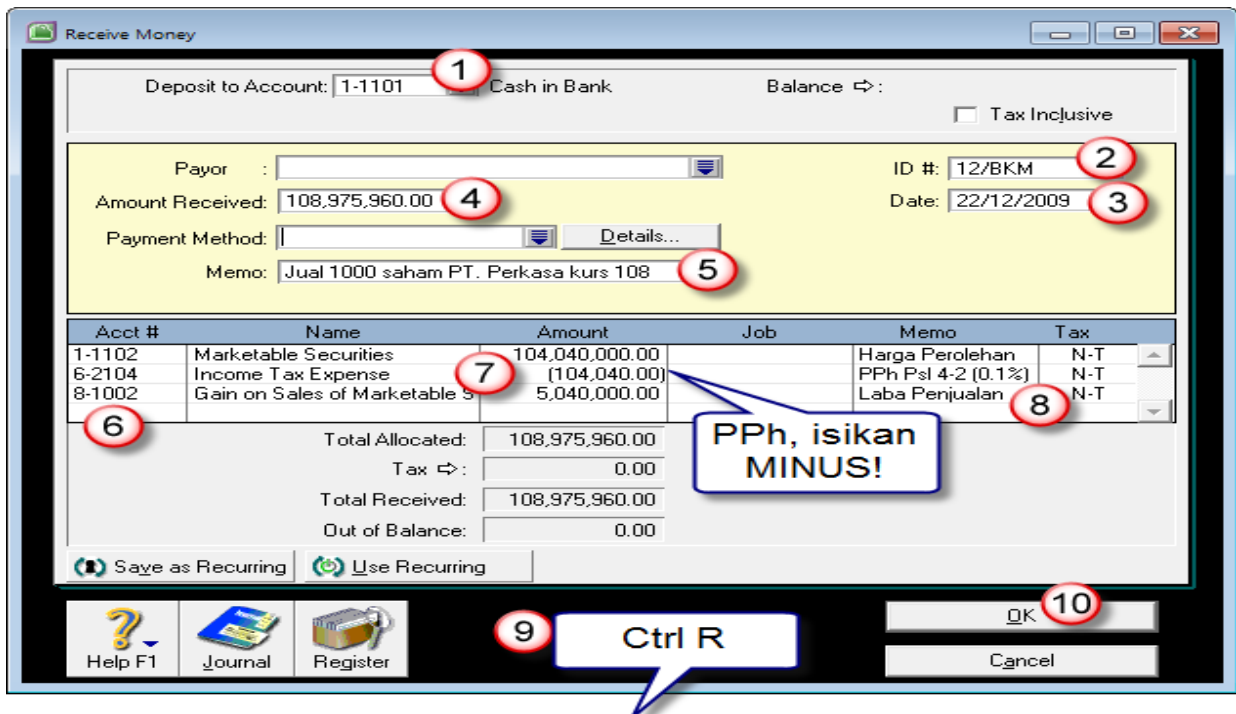 Receive Money
Deposit to Account: 1-1101 Cash in Bank Balance ⇨:
1
Tax Inclusive
Payor :
ID #: 12/BKM
2
Amount Received: 108,975,960.00
4
Date: 22/12/2009
3
Payment Method: Details...
Memo: Jual 1000 saham PT. Perkasa kurs 108
5
Acct # Name Amount Job Memo Tax
1-1102 Marketable Securities 104,040,000.00 Harga Perolehan N-T
6-2104 Income Tax Expense (104,040.00) PPh Psl 4-2 (0.1%) N-T
7
8-1002 Gain on Sales of Marketable S 5,040,000.00 Laba Penjualan N-T
8
6
PPh, isikan
MINUS!
Total Allocated: 108,975,960.00
Tax ⇨: 0.00
Total Received: 108,975,960.00
Out of Balance: 0.00
Save as Recurring Use Recurring
Help F1 Journal Register
9
Ctrl R
OK
10
Cancel